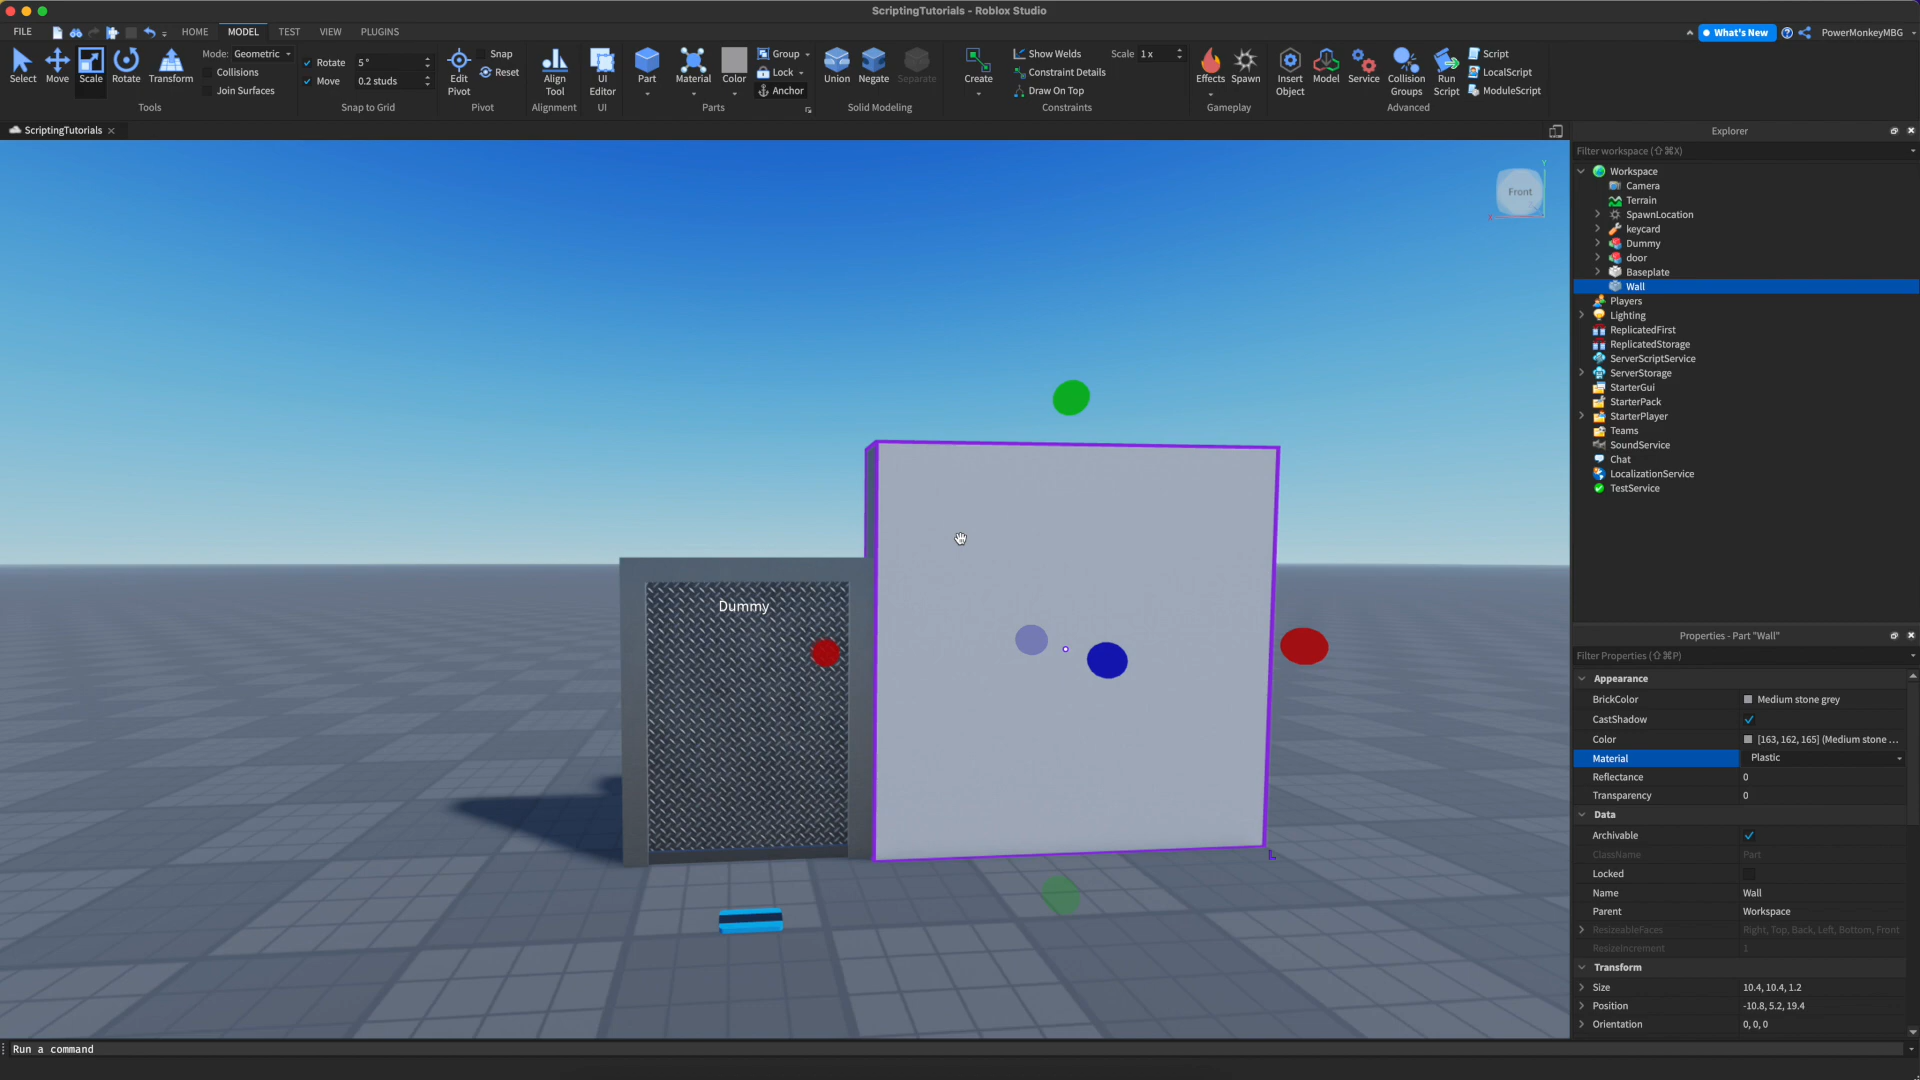 ScriptingTutorials - Roblox Studio
FILE HOME MODEL TEST VIEW PLUGINS What's New PowerMonkeyMBG
Select Move Scale Rotate Transform
Mode: Geometric
Collisions
Join Surfaces
Tools
Rotate 5 °
Move 0.2 studs
Snap to Grid
Edit Pivot
Snap
Reset
Pivot
Align Tool
Alignment
UI Editor
UI
Part Material Color
Group
Lock
Anchor
Parts
Union Negate Separate
Solid Modeling
Create
Show Welds
Constraint Details
Draw On Top
Scale 1 x
Constraints
Effects Spawn
Gameplay
Insert Object
Model
Service
Collision Groups
Run Script
Script
LocalScript
ModuleScript
Advanced
ScriptingTutorials
Front
X
Y
Dummy
Explorer
Filter workspace (⇧⌘X)
Workspace
Camera
Terrain
SpawnLocation
keycard
Dummy
door
Baseplate
Wall
Players
Lighting
ReplicatedFirst
ReplicatedStorage
ServerScriptService
ServerStorage
StarterGui
StarterPack
StarterPlayer
Teams
SoundService
Chat
LocalizationService
TestService
Properties - Part "Wall"
Filter Properties (⇧⌘P)
Appearance
BrickColor Medium stone grey
CastShadow
Color [163, 162, 165] (Medium stone ...
Material Plastic
Reflectance 0
Transparency 0
Data
Archivable
ClassName Part
Locked
Name Wall
Parent Workspace
ResizeableFaces Right, Top, Back, Left, Bottom, Front
ResizeIncrement 1
Transform
Size 10.4, 10.4, 1.2
Position -10.8, 5.2, 19.4
Orientation 0, 0, 0
Run a command